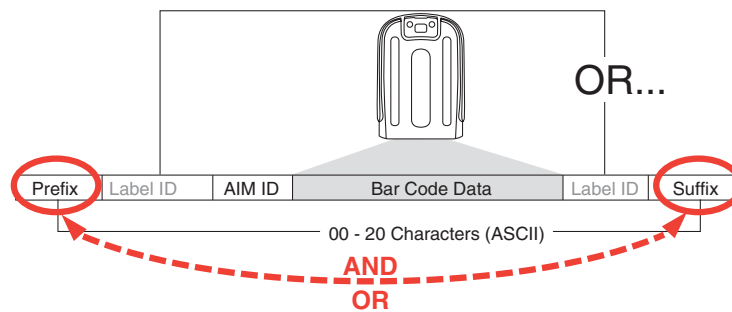 OR...
Prefix Label ID AIM ID Bar Code Data Label ID Suffix
00 - 20 Characters (ASCII)
AND
OR